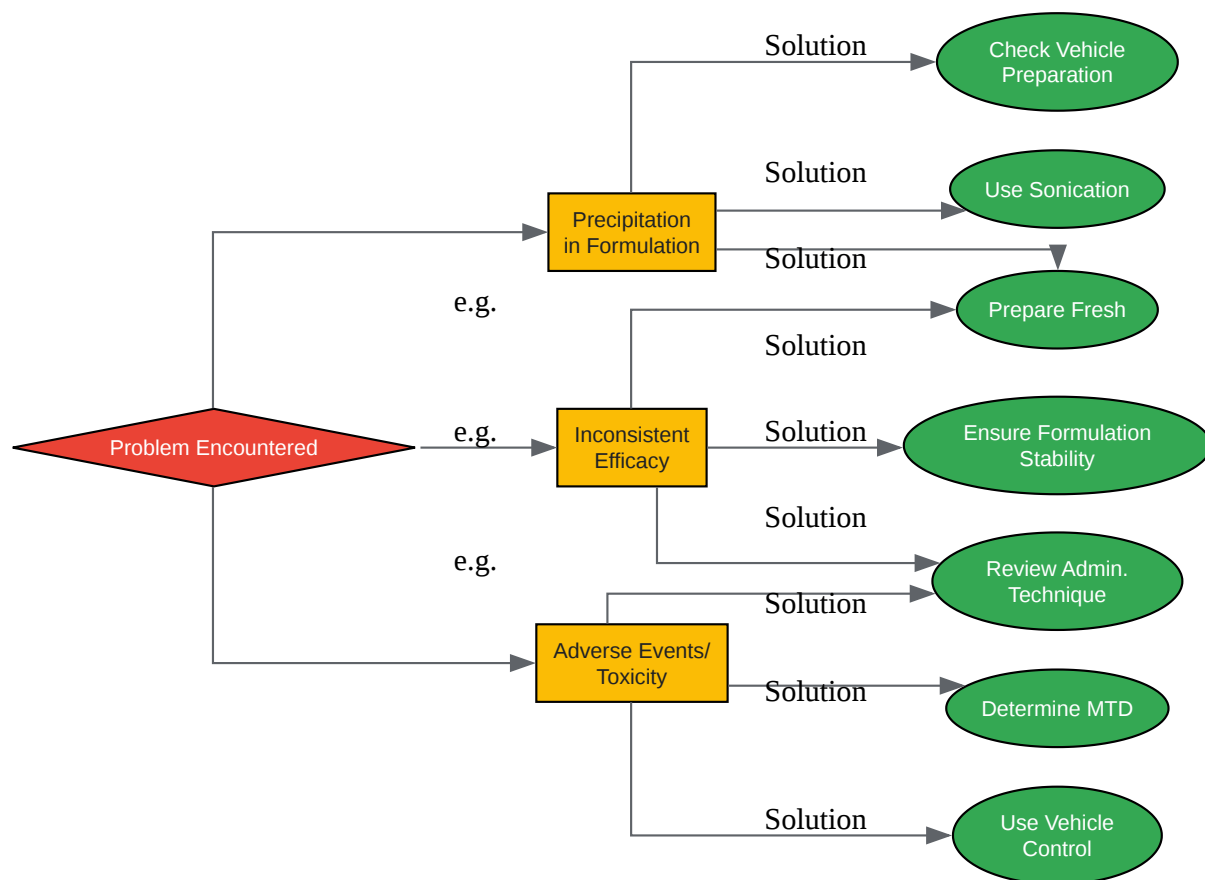 Solution
Check Vehicle
Preparation
Solution
Use Sonication
Precipitation
in Formulation
Solution
e.g.
Prepare Fresh
Solution
Problem Encountered
e.g.
Inconsistent
Efficacy
Solution
Ensure Formulation
Stability
Solution
e.g.
Review Admin.
Technique
Solution
Adverse Events/
Toxicity
Solution
Determine MTD
Solution
Use Vehicle
Control